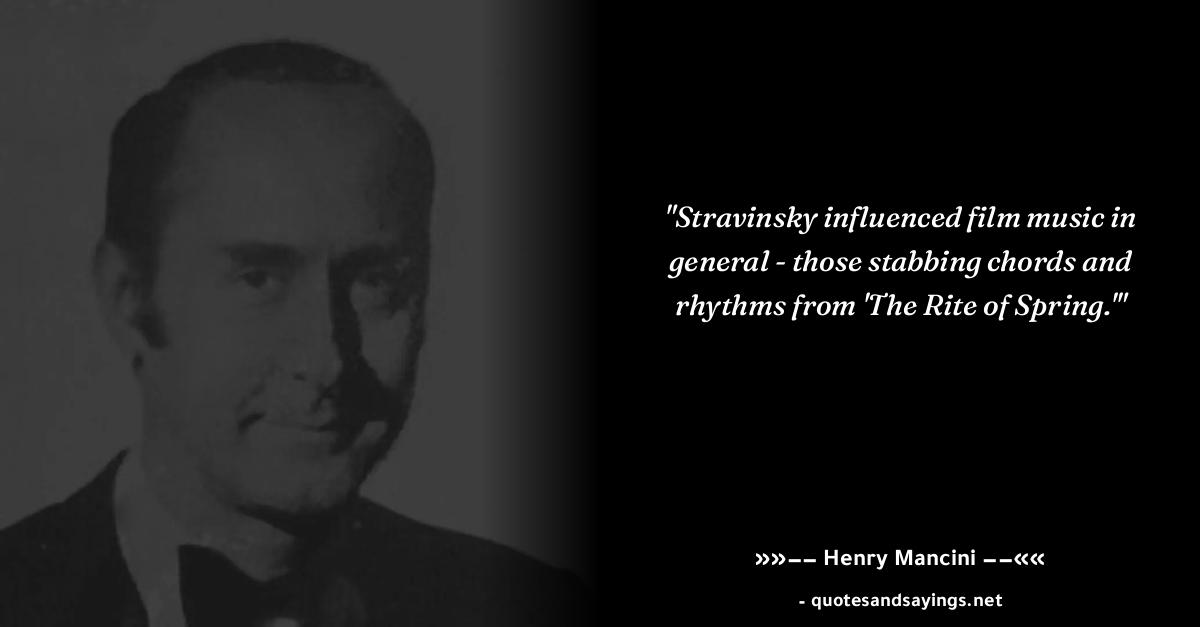 "Stravinsky influenced film music in
general - those stabbing chords and
rhythms from 'The Rite of Spring.'"
»»−− Henry Mancini −−««
- quotesandsayings.net